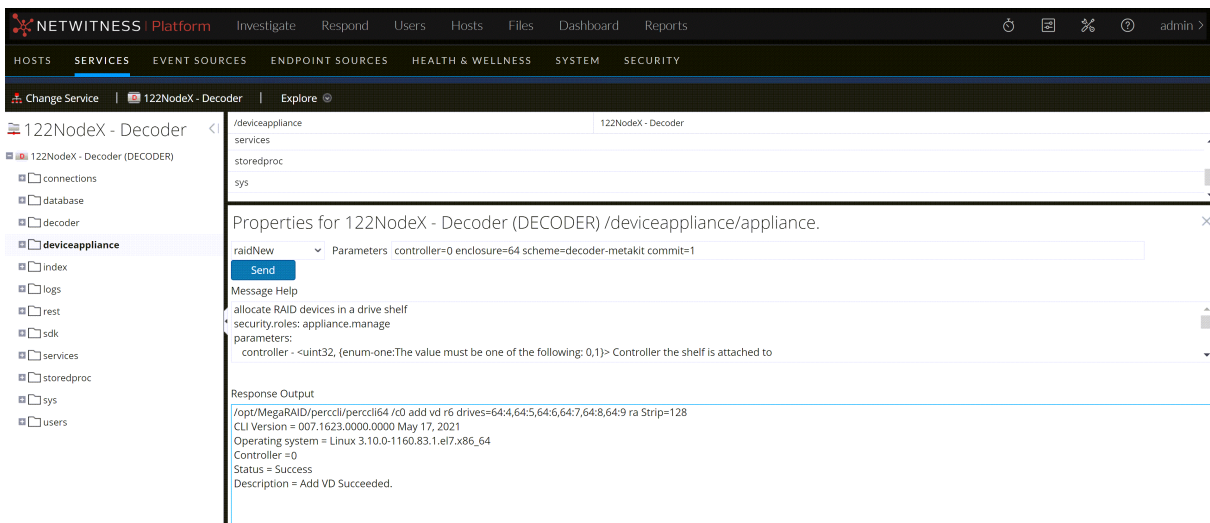 NETWITNESS | Platform Investigate Respond Users Hosts Files Dashboard Reports admin >
HOSTS SERVICES EVENT SOURCES ENDPOINT SOURCES HEALTH & WELLNESS SYSTEM SECURITY
Change Service | 122NodeX - Decoder | Explore
122NodeX - Decoder
122NodeX - Decoder (DECODER)
connections
database
decoder
deviceappliance
index
logs
rest
sdk
services
storedproc
sys
users
/deviceappliance 122NodeX - Decoder
services
storedproc
sys
Properties for 122NodeX - Decoder (DECODER) /deviceappliance/appliance.
raidNew Parameters controller=0 enclosure=64 scheme=decoder-metakit commit=1
Send
Message Help
allocate RAID devices in a drive shelf
security.roles: appliance.manage
parameters:
controller - <uint32, {enum-one:The value must be one of the following: 0,1}> Controller the shelf is attached to
Response Output
/opt/MegaRAID/perccli/perccli64 /c0 add vd r6 drives=64:4,64:5,64:6,64:7,64:8,64:9 ra Strip=128
CLI Version = 007.1623.0000.0000 May 17, 2021
Operating system = Linux 3.10.0-1160.83.1.el7.x86_64
Controller =0
Status = Success
Description = Add VD Succeeded.